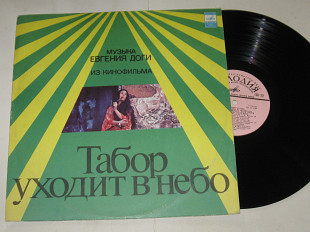 МУЗЫКА
ЕВГЕНИЯ ДОГИ
ИЗ КИНОФИЛЬМА
Табор
уходит в небо